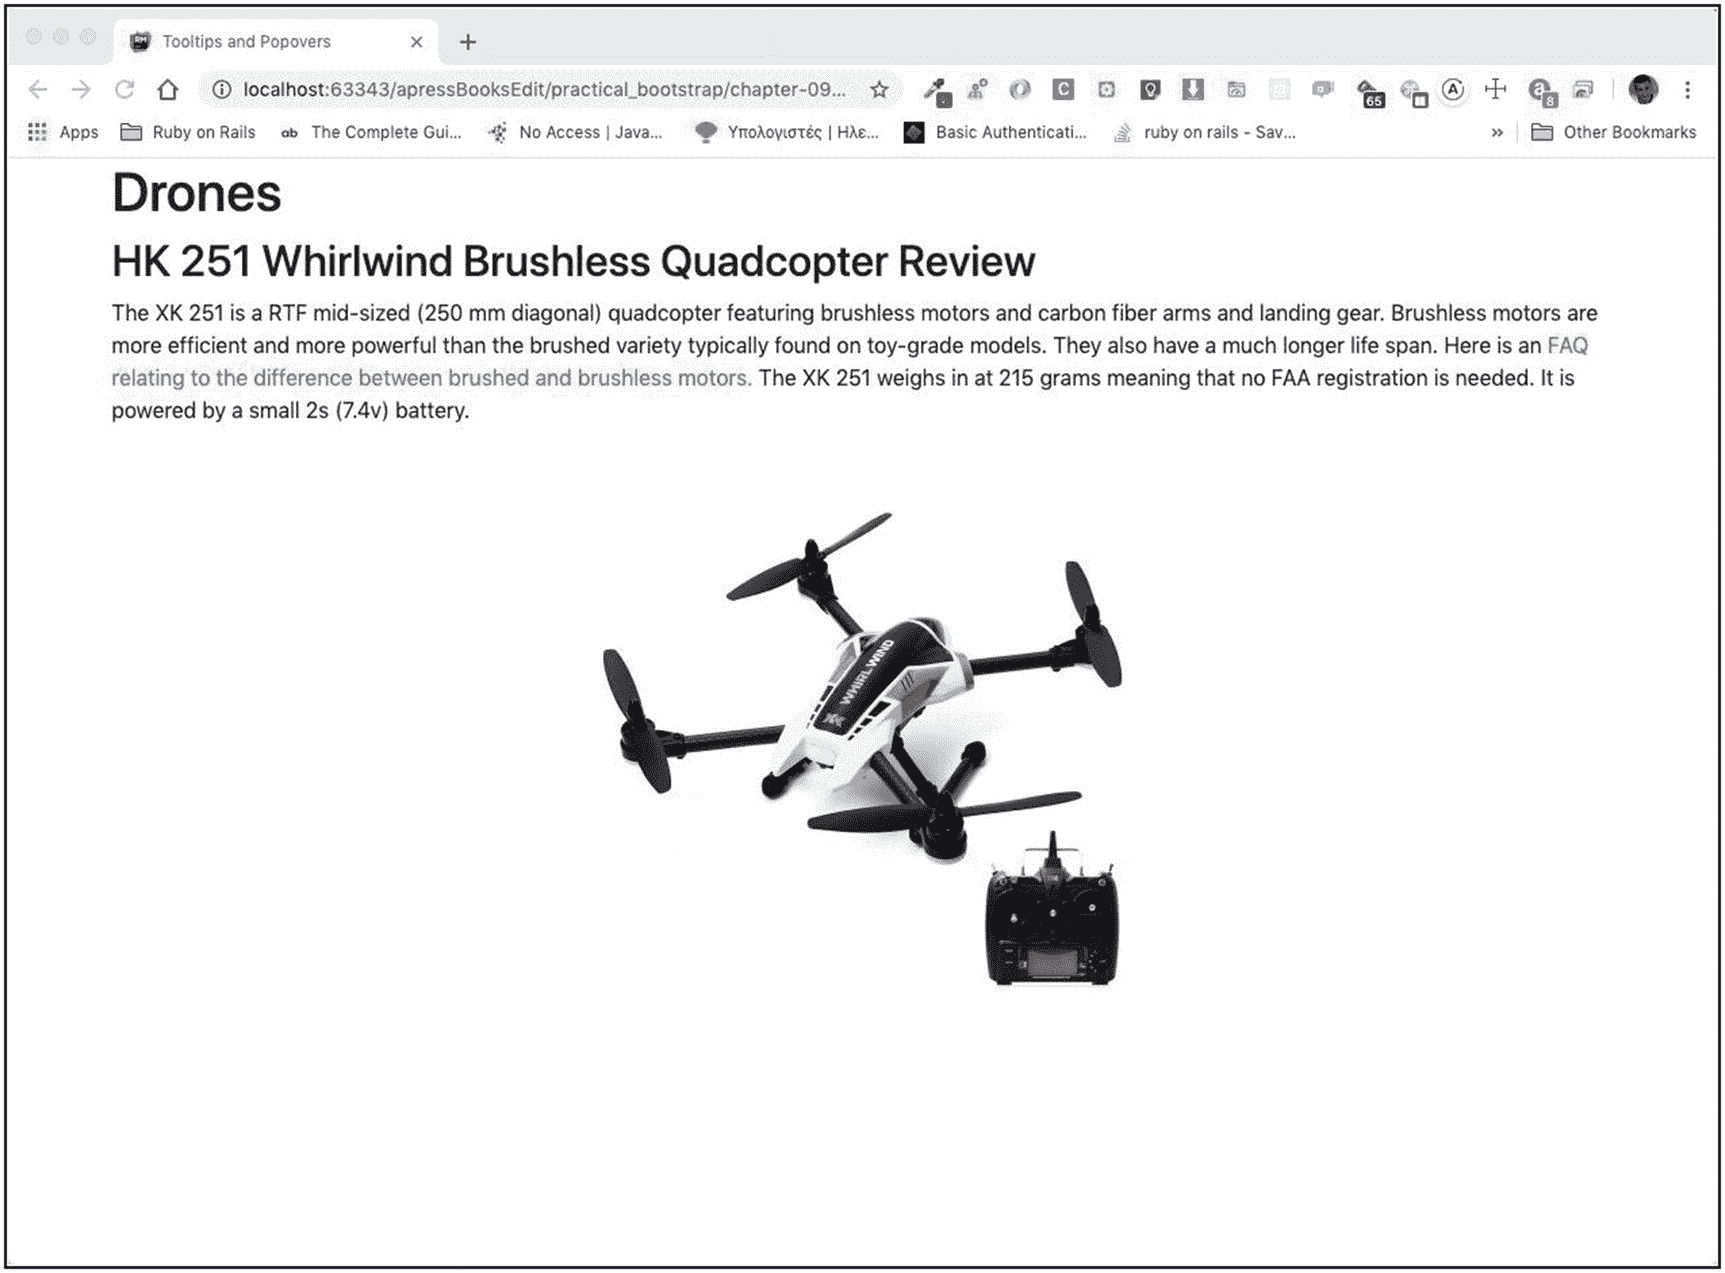 Tooltips and Popovers
localhost:63343/apressBooksEdit/practical_bootstrap/chapter-09...
65
8
Apps
Ruby on Rails
ab The Complete Gui...
No Access | Java...
Υπολογιστές | Ηλε...
Basic Authenticati...
ruby on rails - Sav...
»
Other Bookmarks
Drones
HK 251 Whirlwind Brushless Quadcopter Review
The XK 251 is a RTF mid-sized (250 mm diagonal) quadcopter featuring brushless motors and carbon fiber arms and landing gear. Brushless motors are
more efficient and more powerful than the brushed variety typically found on toy-grade models. They also have a much longer life span. Here is an FAQ
relating to the difference between brushed and brushless motors. The XK 251 weighs in at 215 grams meaning that no FAA registration is needed. It is
powered by a small 2s (7.4v) battery.
XK WHIRLWIND